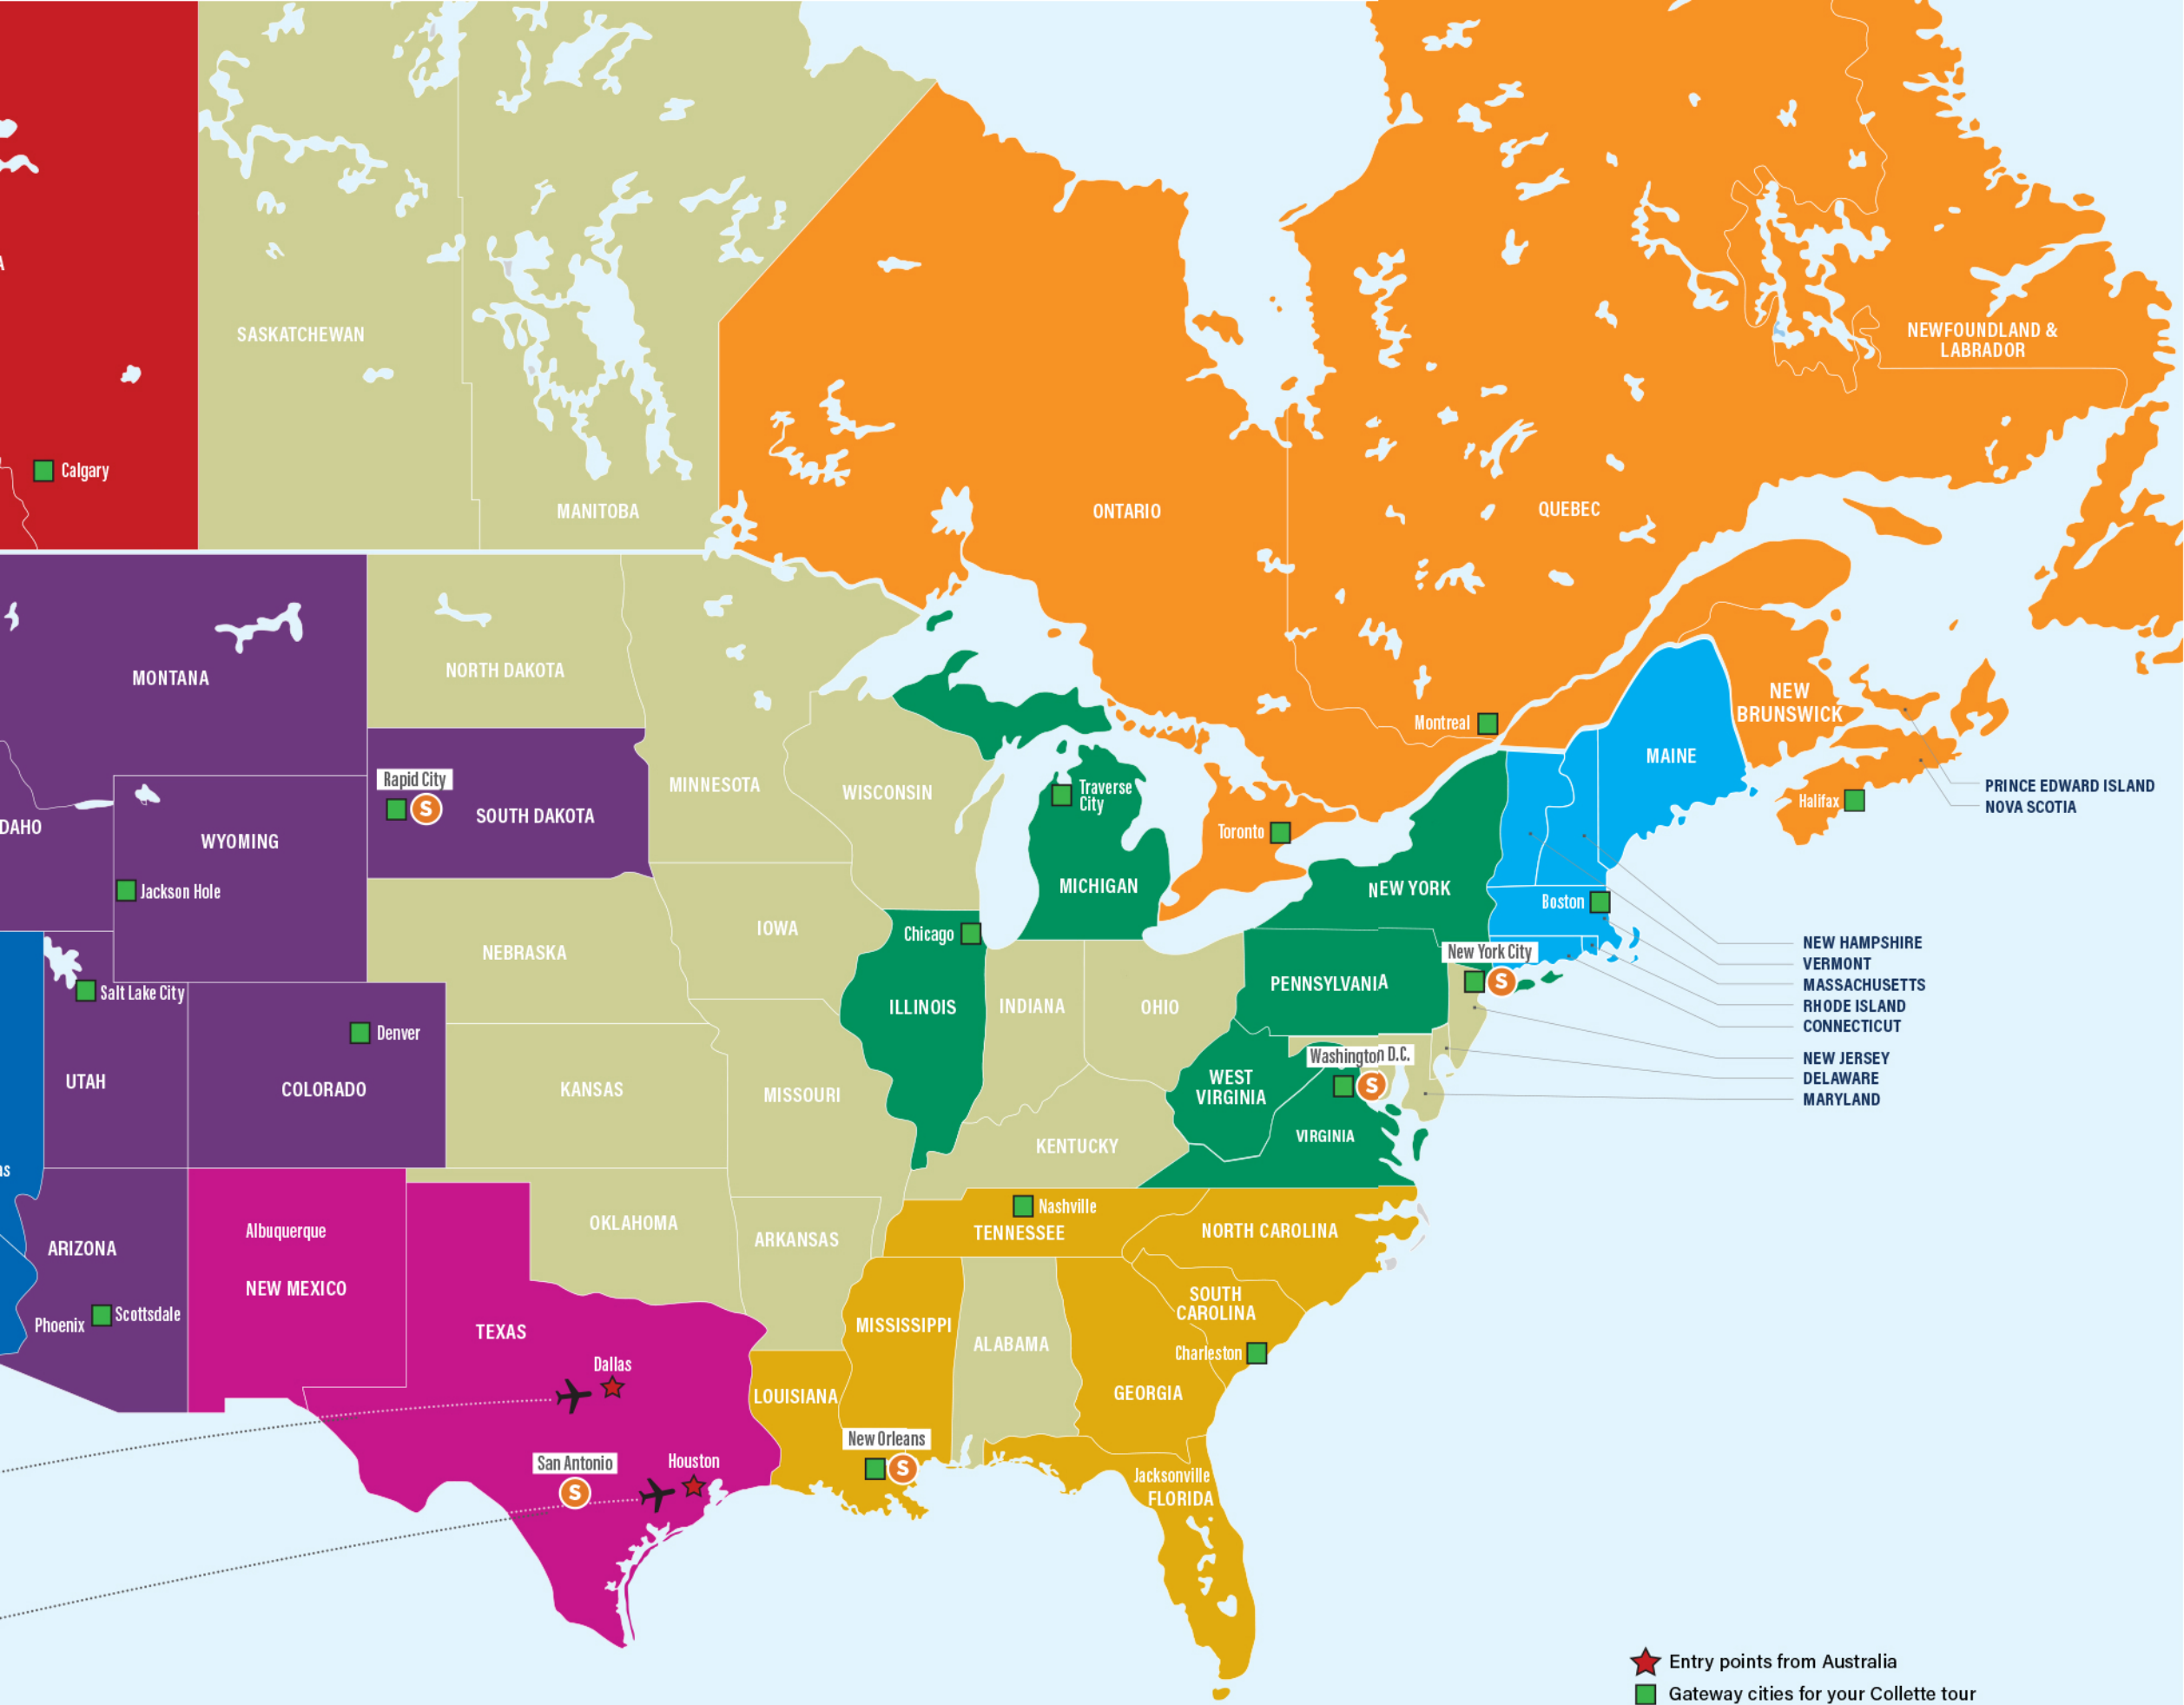 A
SASKATCHEWAN
NEWFOUNDLAND &
LABRADOR
Calgary
MANITOBA
ONTARIO
QUEBEC
MONTANA
NORTH DAKOTA
NEW
BRUNSWICK
Montreal
MAINE
Rapid City
S
SOUTH DAKOTA
MINNESOTA
WISCONSIN
Traverse
City
PRINCE EDWARD ISLAND
NOVA SCOTIA
Halifax
DAHO
WYOMING
Toronto
Jackson Hole
MICHIGAN
NEW YORK
Boston
IOWA
Chicago
NEBRASKA
New York City
S
NEW HAMPSHIRE
VERMONT
MASSACHUSETTS
RHODE ISLAND
CONNECTICUT
Salt Lake City
PENNSYLVANIA
ILLINOIS
INDIANA
OHIO
Denver
NEW JERSEY
DELAWARE
MARYLAND
Washington D.C.
S
UTAH
COLORADO
KANSAS
MISSOURI
WEST
VIRGINIA
VIRGINIA
KENTUCKY
as
Nashville
TENNESSEE
NORTH CAROLINA
Albuquerque
OKLAHOMA
ARKANSAS
ARIZONA
NEW MEXICO
SOUTH
CAROLINA
Phoenix
Scottsdale
TEXAS
MISSISSIPPI
ALABAMA
Charleston
Dallas
LOUISIANA
GEORGIA
New Orleans
S
San Antonio
S
Houston
Jacksonville
FLORIDA
Entry points from Australia
Gateway cities for your Collette tour